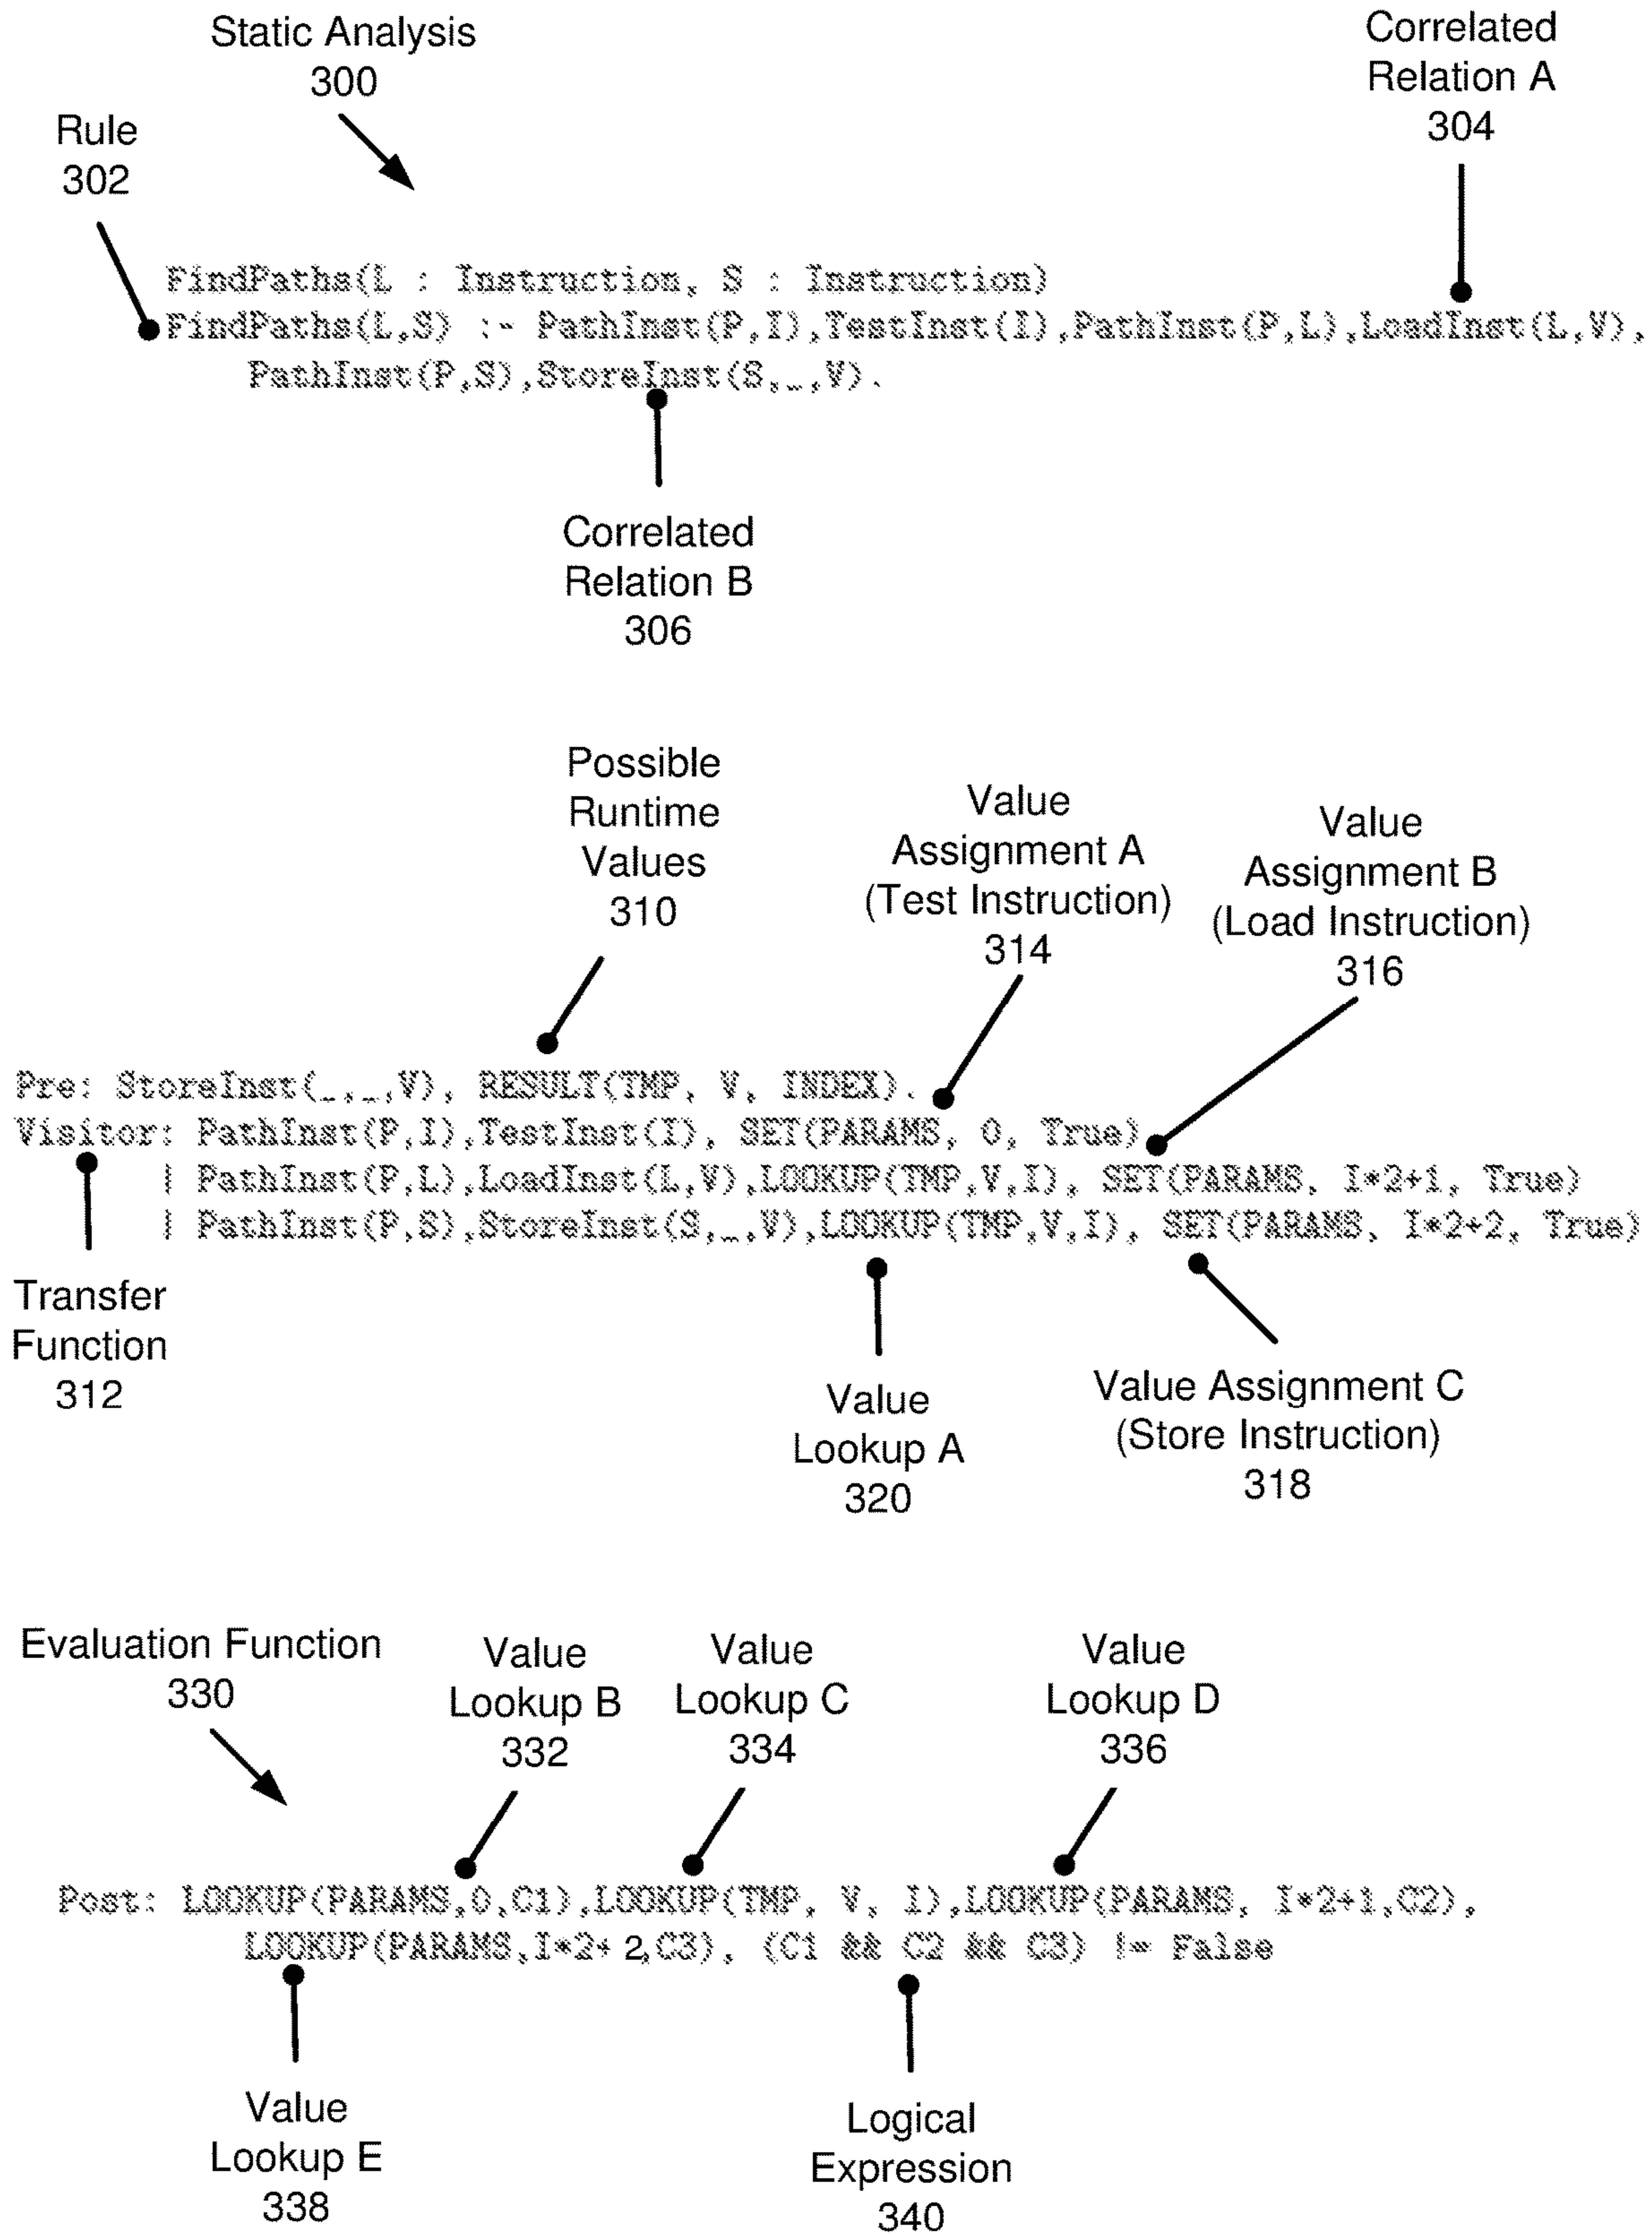 Static Analysis
300
Correlated
Relation A
304
Rule
302
FindPaths(L : Instruction, S : Instruction)
FindPaths(L,S) :- PathInst(P,I),TestInst(I),PathInst(P,L),LoadInst(L,V),
PathInst(P,S),StoreInst(S,_,V).
Correlated
Relation B
306
Possible
Runtime
Values
310
Value
Assignment A
(Test Instruction)
314
Value
Assignment B
(Load Instruction)
316
Pre: StoreInst(_,_,V), RESULT(TMP, V, INDEX).
Visitor: PathInst(P,I),TestInst(I), SET(PARAMS, 0, True)
| PathInst(P,L),LoadInst(L,V),LOOKUP(TMP,V,I), SET(PARAMS, I*2+1, True)
| PathInst(P,S),StoreInst(S,_,V),LOOKUP(TMP,V,I), SET(PARAMS, I*2+2, True)
Transfer
Function
312
Value
Lookup A
320
Value Assignment C
(Store Instruction)
318
Evaluation Function
330
Value
Lookup B
332
Value
Lookup C
334
Value
Lookup D
336
Post: LOOKUP(PARAMS,0,C1),LOOKUP(TMP, V, I),LOOKUP(PARAMS, I*2+1,C2),
LOOKUP(PARAMS,I*2+ 2,C3), (C1 && C2 && C3) != False
Value
Lookup E
338
Logical
Expression
340